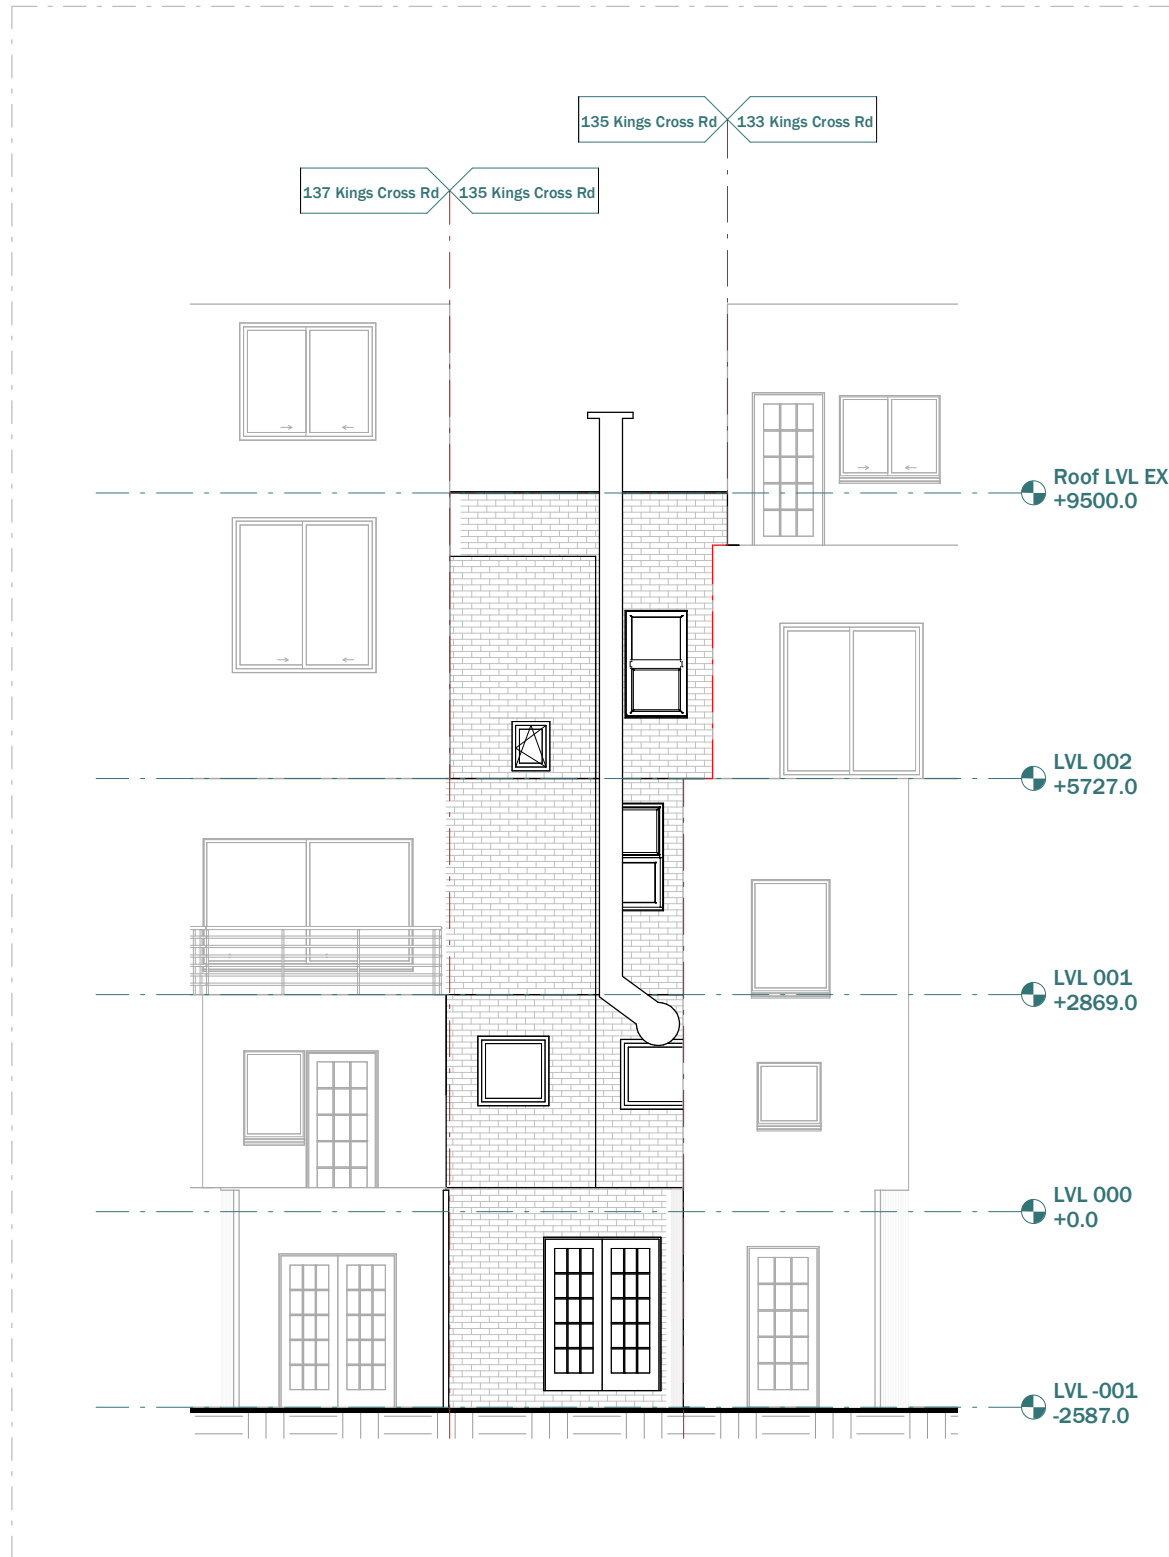 135 Kings Cross Rd
133 Kings Cross Rd
137 Kings Cross Rd
135 Kings Cross Rd
Roof LVL EX
+9500.0
LVL 002
+5727.0
LVL 001
+2869.0
LVL 000
+0.0
LVL -001
-2587.0